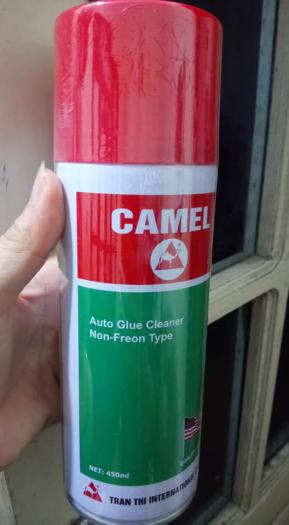 CAMEL
Auto Glue Cleaner
Non-Freon Type
NET: 450ml
TRAN THI INTERNATIONAL